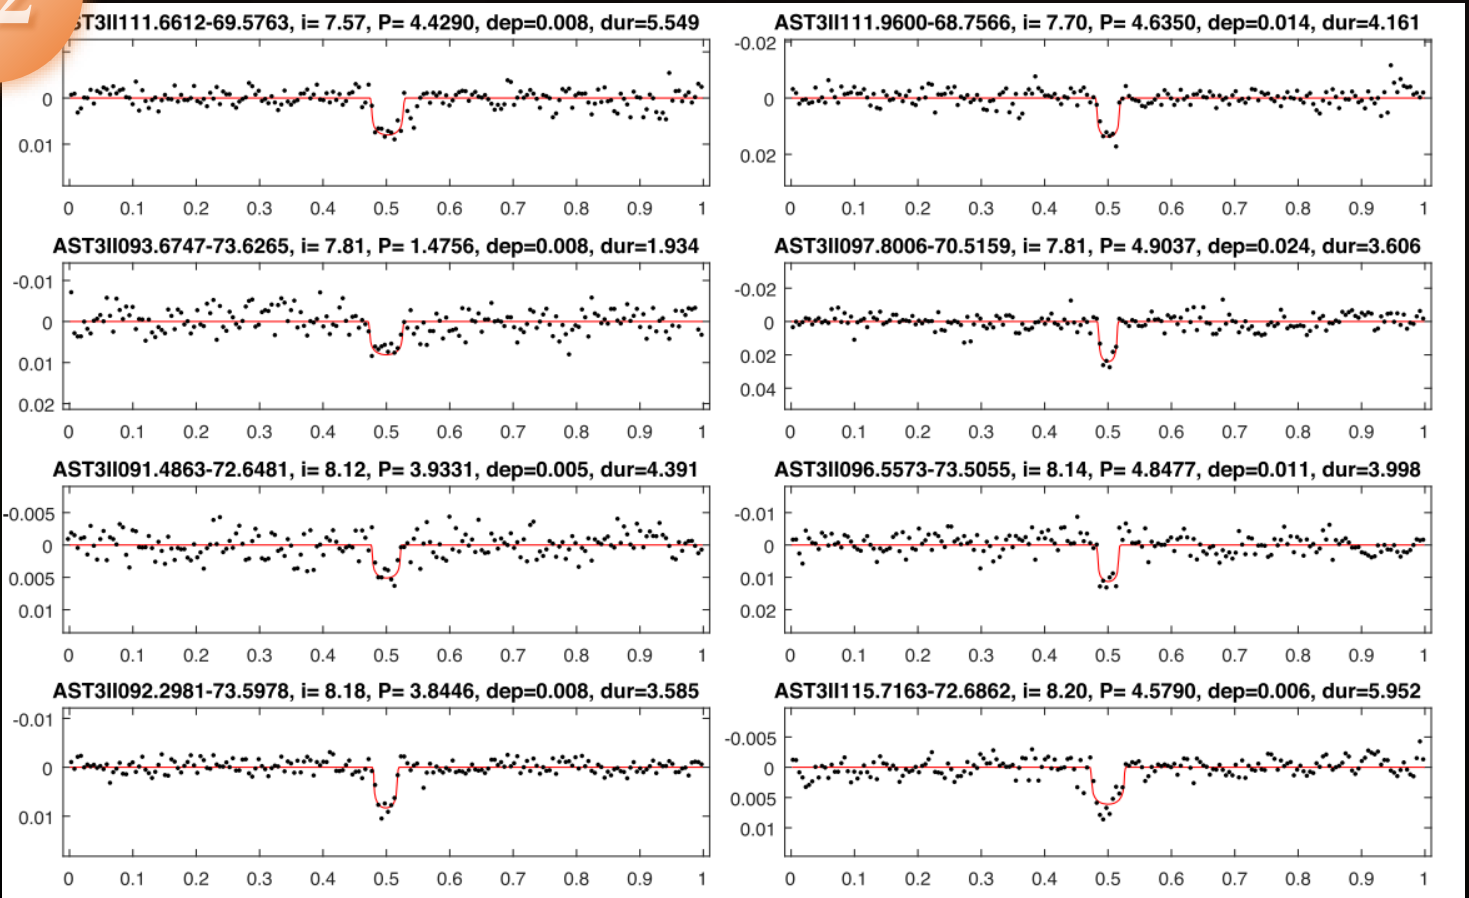 2
ST3II111.6612-69.5763, i= 7.57, P= 4.4290, dep=0.008, dur=5.549
0
0.01
0 0.1 0.2 0.3 0.4 0.5 0.6 0.7 0.8 0.9 1
AST3II111.9600-68.7566, i= 7.70, P= 4.6350, dep=0.014, dur=4.161
-0.02
0
0.02
0 0.1 0.2 0.3 0.4 0.5 0.6 0.7 0.8 0.9 1
AST3II093.6747-73.6265, i= 7.81, P= 1.4756, dep=0.008, dur=1.934
-0.01
0
0.01
0.02
0 0.1 0.2 0.3 0.4 0.5 0.6 0.7 0.8 0.9 1
AST3II097.8006-70.5159, i= 7.81, P= 4.9037, dep=0.024, dur=3.606
-0.02
0
0.02
0.04
0 0.1 0.2 0.3 0.4 0.5 0.6 0.7 0.8 0.9 1
AST3II091.4863-72.6481, i= 8.12, P= 3.9331, dep=0.005, dur=4.391
-0.005
0
0.005
0.01
0 0.1 0.2 0.3 0.4 0.5 0.6 0.7 0.8 0.9 1
AST3II096.5573-73.5055, i= 8.14, P= 4.8477, dep=0.011, dur=3.998
-0.01
0
0.01
0.02
0 0.1 0.2 0.3 0.4 0.5 0.6 0.7 0.8 0.9 1
AST3II092.2981-73.5978, i= 8.18, P= 3.8446, dep=0.008, dur=3.585
-0.01
0
0.01
0 0.1 0.2 0.3 0.4 0.5 0.6 0.7 0.8 0.9 1
AST3II115.7163-72.6862, i= 8.20, P= 4.5790, dep=0.006, dur=5.952
-0.005
0
0.005
0.01
0 0.1 0.2 0.3 0.4 0.5 0.6 0.7 0.8 0.9 1